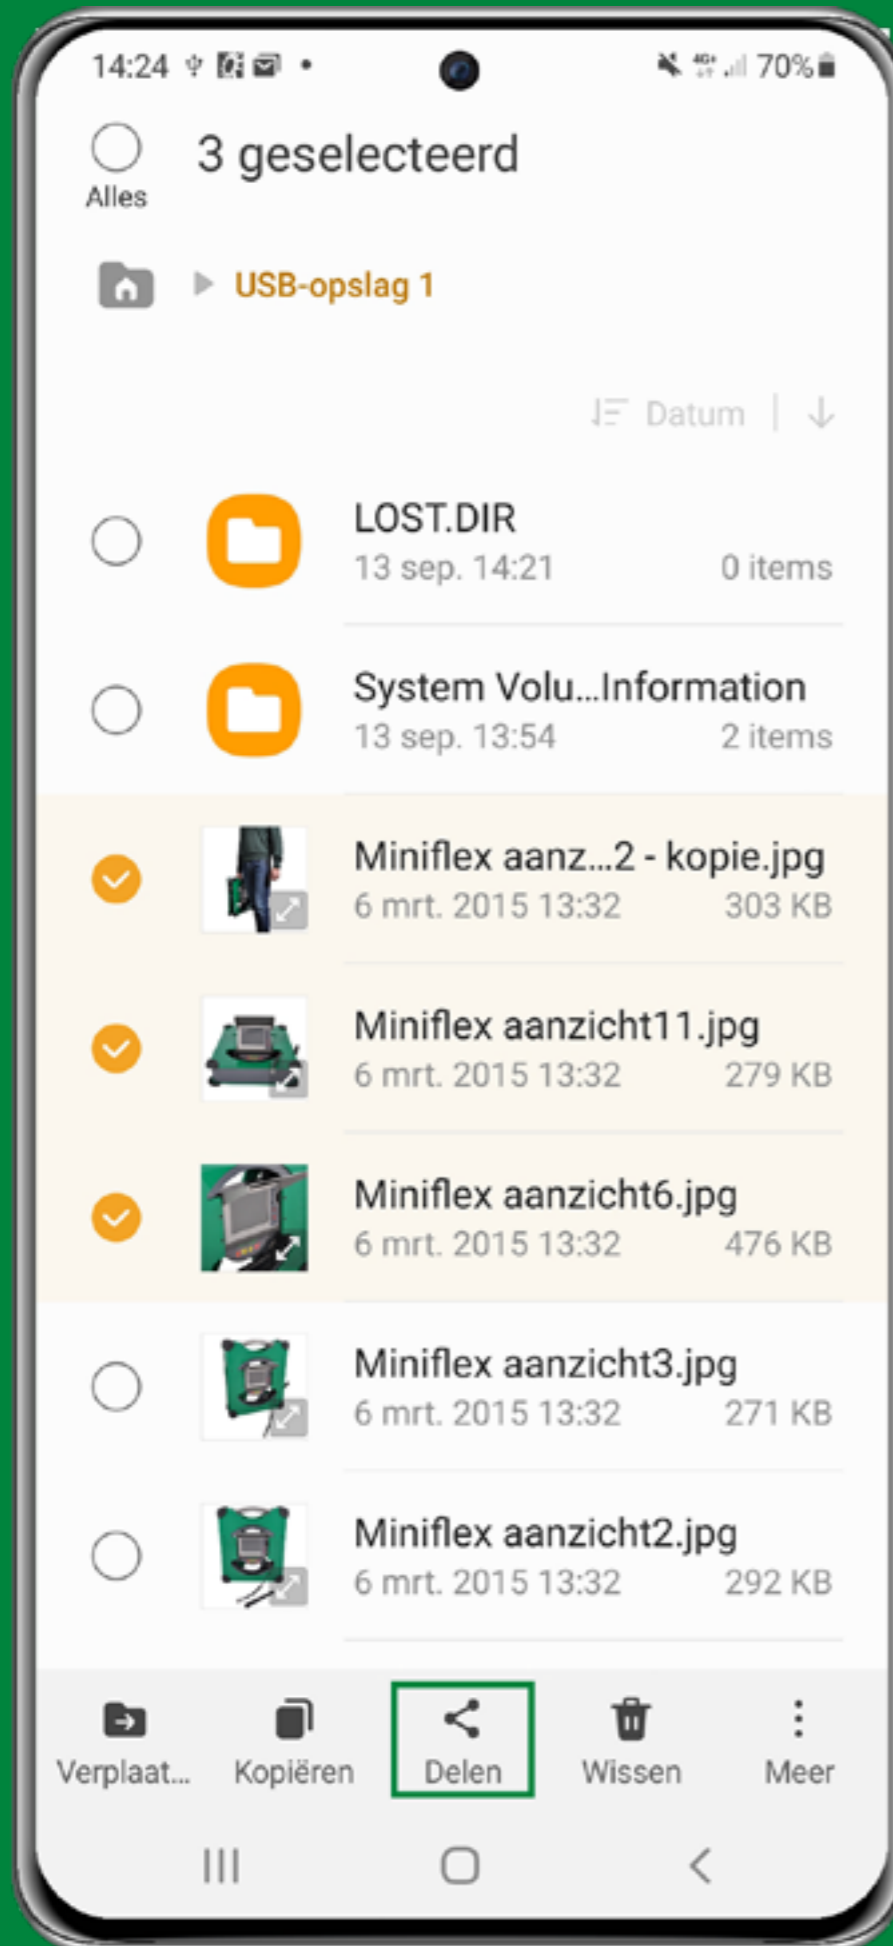 14:24
70%
3 geselecteerd
Alles
USB-opslag 1
Datum
LOST.DIR
13 sep. 14:21 0 items
System Volu...Information
13 sep. 13:54 2 items
Miniflex aanz...2 - kopie.jpg
6 mrt. 2015 13:32 303 KB
Miniflex aanzicht11.jpg
6 mrt. 2015 13:32 279 KB
Miniflex aanzicht6.jpg
6 mrt. 2015 13:32 476 KB
Miniflex aanzicht3.jpg
6 mrt. 2015 13:32 271 KB
Miniflex aanzicht2.jpg
6 mrt. 2015 13:32 292 KB
Verplaat... Kopiëren Delen Wissen Meer